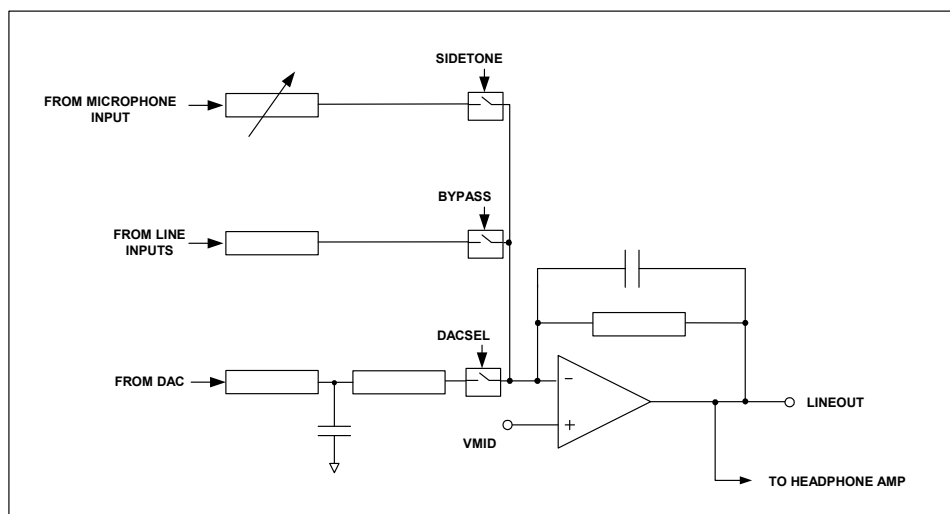 SIDETONE
FROM MICROPHONE
INPUT
BYPASS
FROM LINE
INPUTS
DACSEL
FROM DAC
−
+
VMID
LINEOUT
TO HEADPHONE AMP